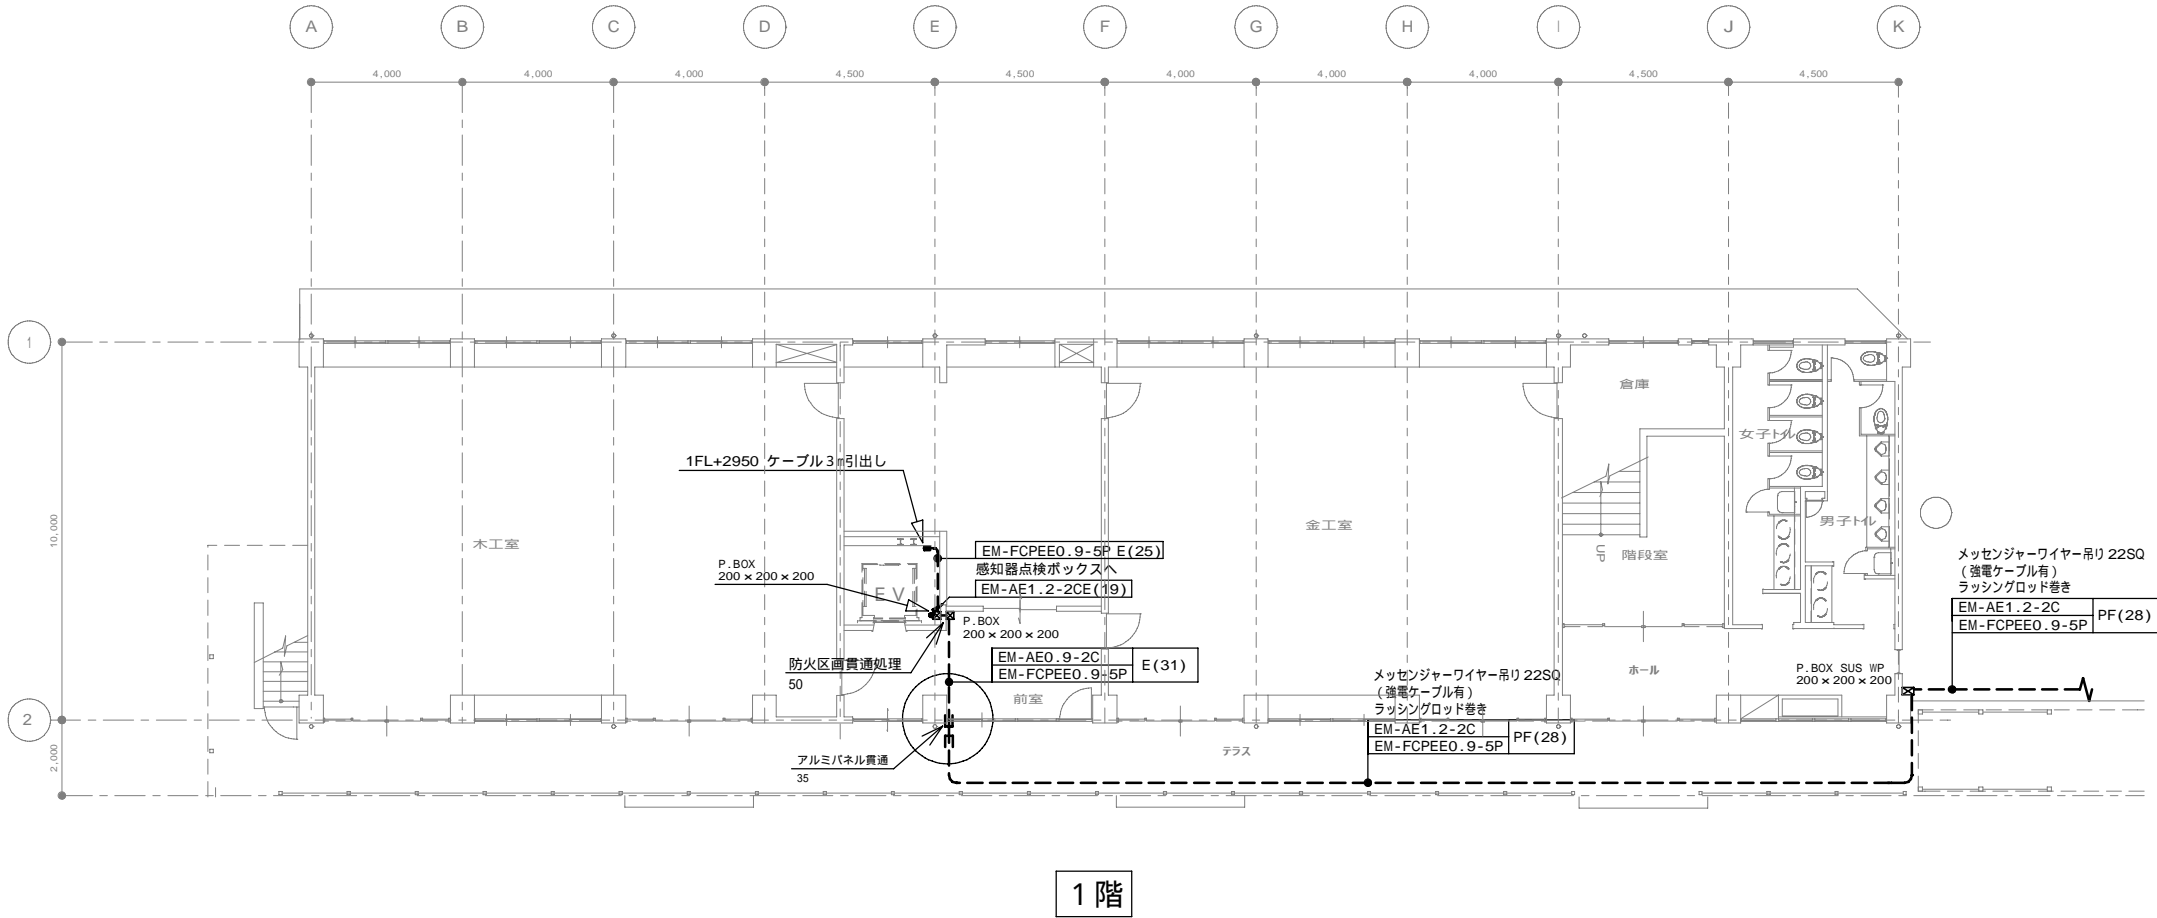 A B C D E F G H I J K
4,000 4,000 4,000 4,500 4,500 4,000 4,000 4,000 4,500 4,500
1
倉庫
女子トイレ
1FL+2950 ケーブル3m引出し
10,000
木工室
金工室
男子トイレ
UP
階段室
EM-FCPEE0.9-5P E(25)
感知器点検ボックスへ
EM-AE1.2-2CE(19)
P.BOX
200×200×200
EV
P.BOX
200×200×200
メッセンジャーワイヤー吊り22SQ
(強電ケーブル有)
ラッシングロッド巻き
EM-AE1.2-2C
EM-FCPEE0.9-5P
PF(28)
防火区画貫通処理
50
EM-AE0.9-2C
EM-FCPEE0.9-5P
E(31)
前室
ホール
P.BOX SUS WP
200×200×200
メッセンジャーワイヤー吊り22SQ
(強電ケーブル有)
ラッシングロッド巻き
EM-AE1.2-2C
EM-FCPEE0.9-5P
PF(28)
2
2,000
アルミパネル貫通
35
テラス
1階